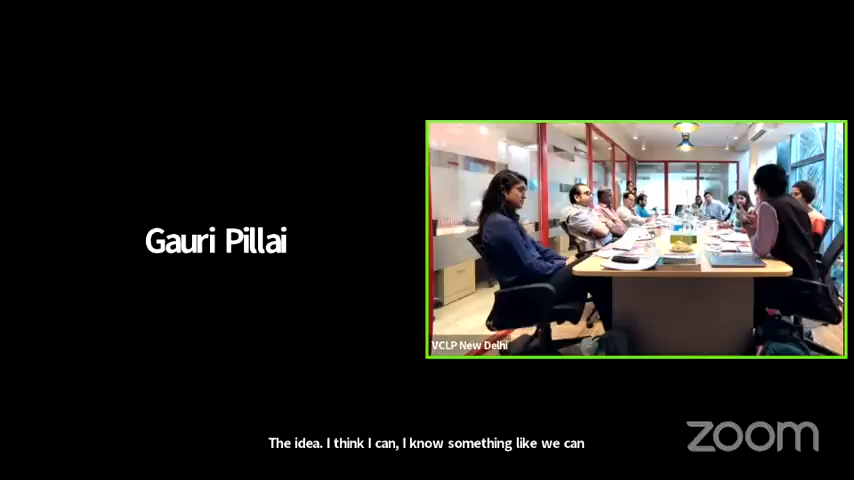 Gauri Pillai
VCLP New Delhi
The idea. I think I can, I know something like we can
zoom